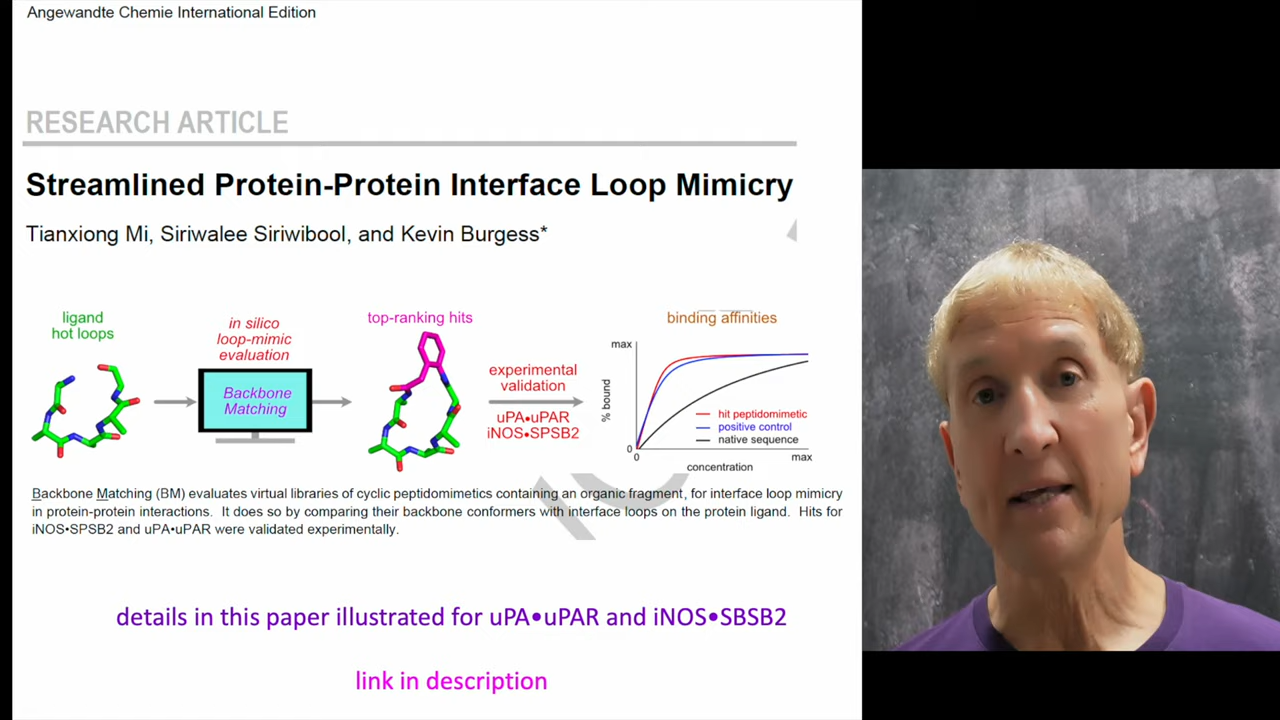 Angewandte Chemie International Edition
RESEARCH ARTICLE
Streamlined Protein-Protein Interface Loop Mimicry
Tianxiong Mi, Siriwalee Siriwibool, and Kevin Burgess*
ligand
hot loops
in silico
loop-mimic
evaluation
Backbone
Matching
top-ranking hits
experimental
validation
uPA•uPAR
iNOS•SPSB2
binding affinities
max
% bound
0
0
concentration
max
hit peptidomimetic
positive control
native sequence
Backbone Matching (BM) evaluates virtual libraries of cyclic peptidomimetics containing an organic fragment, for interface loop mimicry
in protein-protein interactions. It does so by comparing their backbone conformers with interface loops on the protein ligand. Hits for
iNOS•SPSB2 and uPA•uPAR were validated experimentally.
details in this paper illustrated for uPA•uPAR and iNOS•SBSB2
link in description